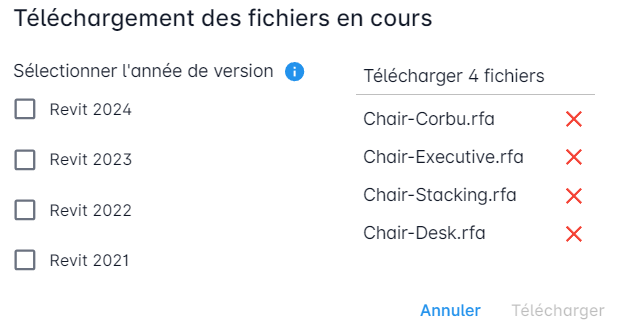 Téléchargement des fichiers en cours
Sélectionner l'année de version
Revit 2024
Revit 2023
Revit 2022
Revit 2021
Télécharger 4 fichiers
Chair-Corbu.rfa
Chair-Executive.rfa
Chair-Stacking.rfa
Chair-Desk.rfa
Annuler Télécharger